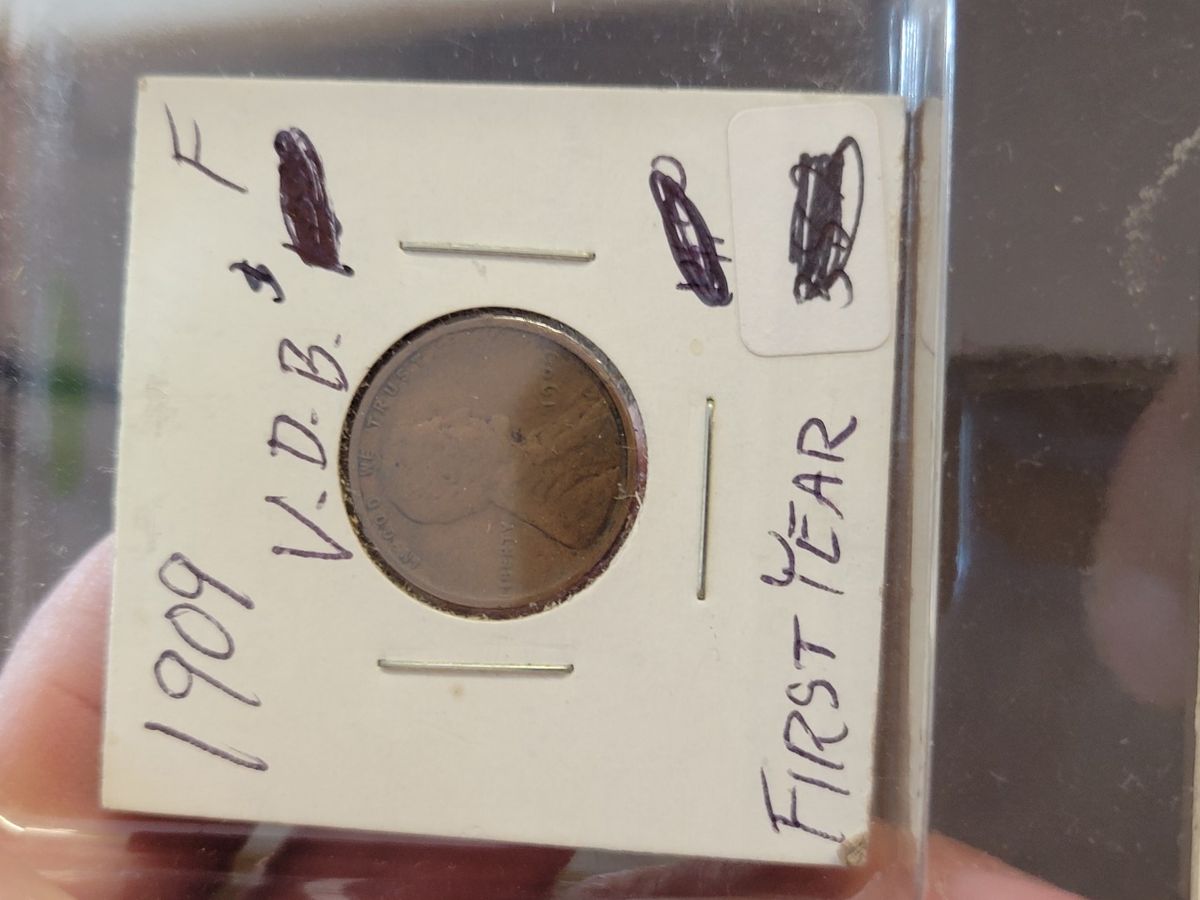 1909 F
V.D.B. $
FIRST YEAR
IN GOD WE TRUST
LIBERTY
1909